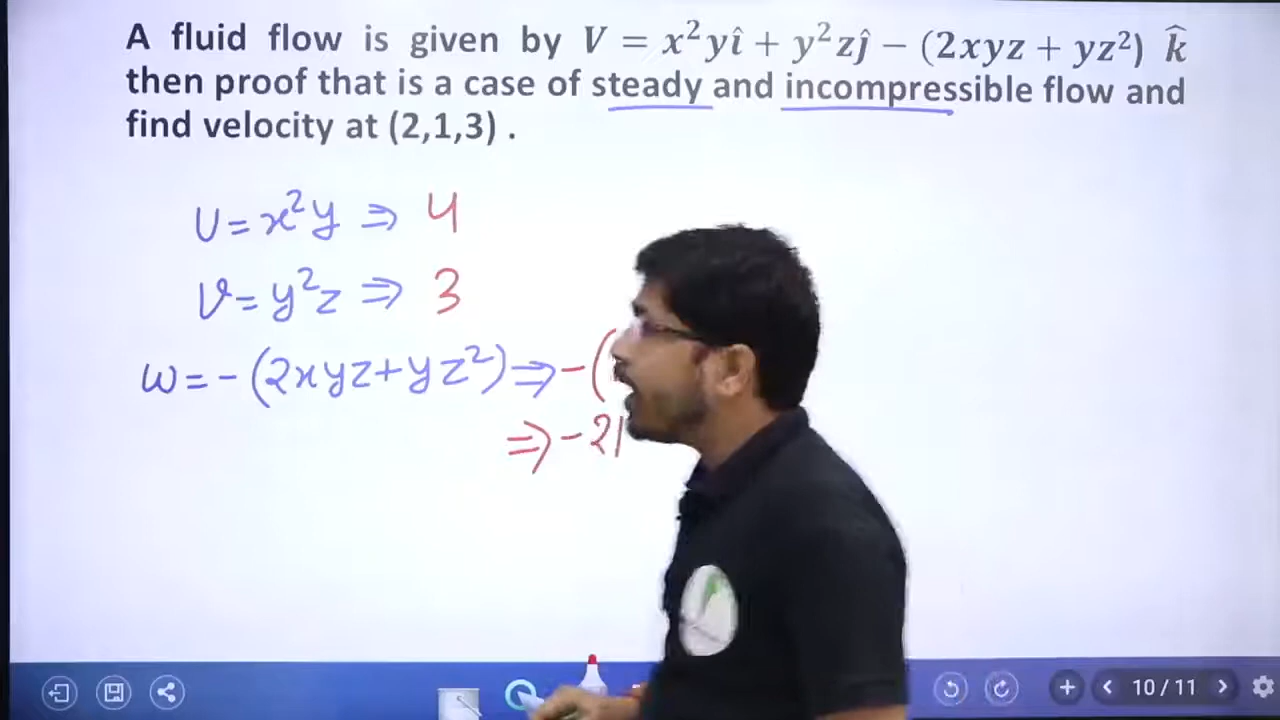 A fluid flow is given by V = x²yî + y²zĵ − (2xyz + yz²) k̂
then proof that is a case of steady and incompressible flow and
find velocity at (2,1,3) .
U = x²y ⇒ 4
v = y²z ⇒ 3
w = - (2xyz + yz²) ⇒ -(
⇒ -21
10 / 11